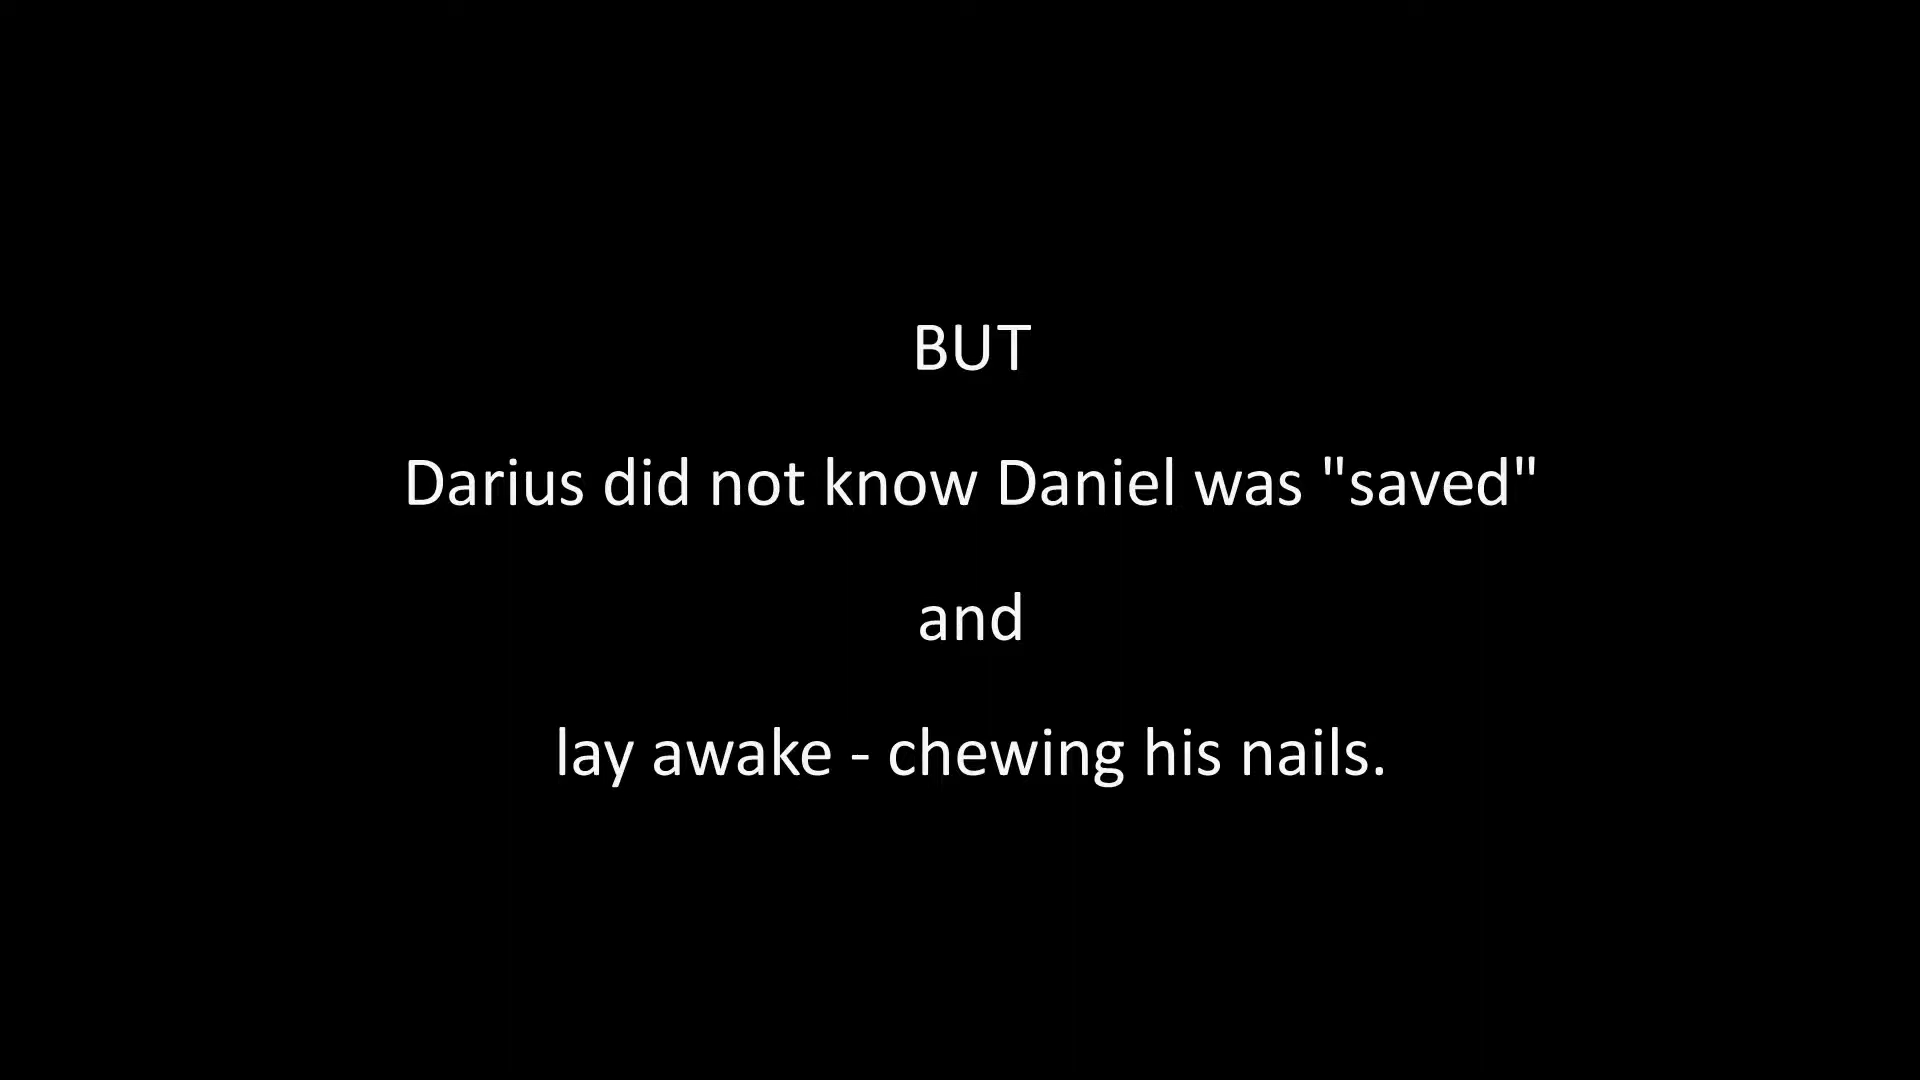 BUT
Darius did not know Daniel was "saved"
and
lay awake - chewing his nails.